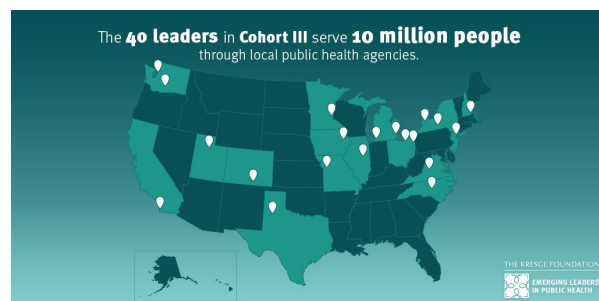 The 40 leaders in Cohort III serve 10 million people
through local public health agencies.
THE KRESGE FOUNDATION
EMERGING LEADERS
IN PUBLIC HEALTH